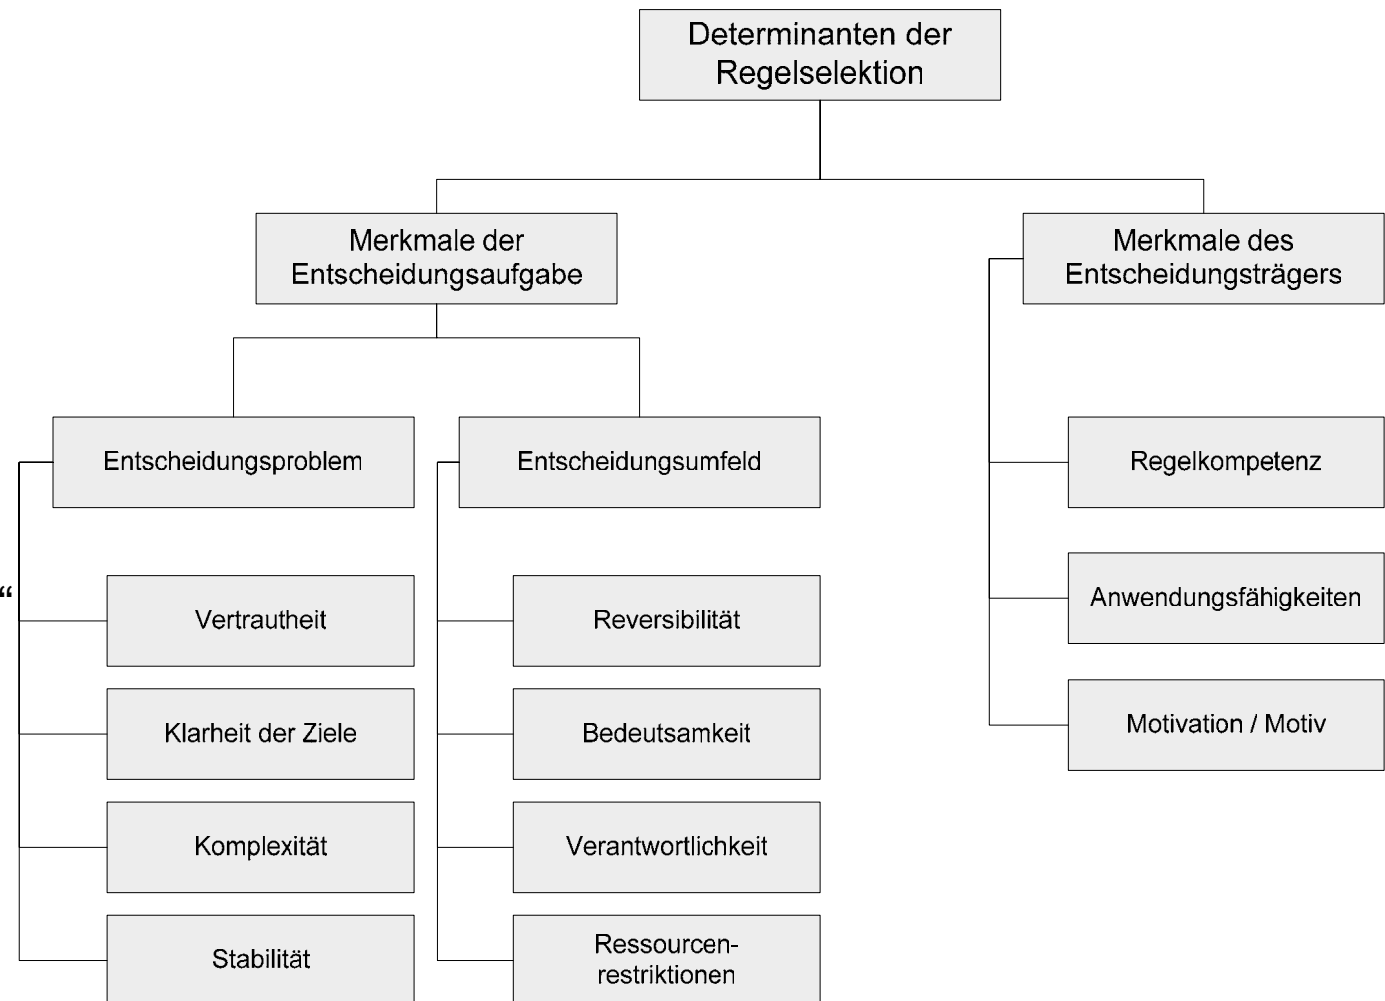 Determinanten der
Regelselektion
Merkmale der
Entscheidungsaufgabe
Merkmale des
Entscheidungsträgers
Entscheidungsproblem
Entscheidungsumfeld
Regelkompetenz
“
Vertrautheit
Reversibilität
Anwendungsfähigkeiten
Klarheit der Ziele
Bedeutsamkeit
Motivation / Motiv
Komplexität
Verantwortlichkeit
Stabilität
Ressourcen-
restriktionen